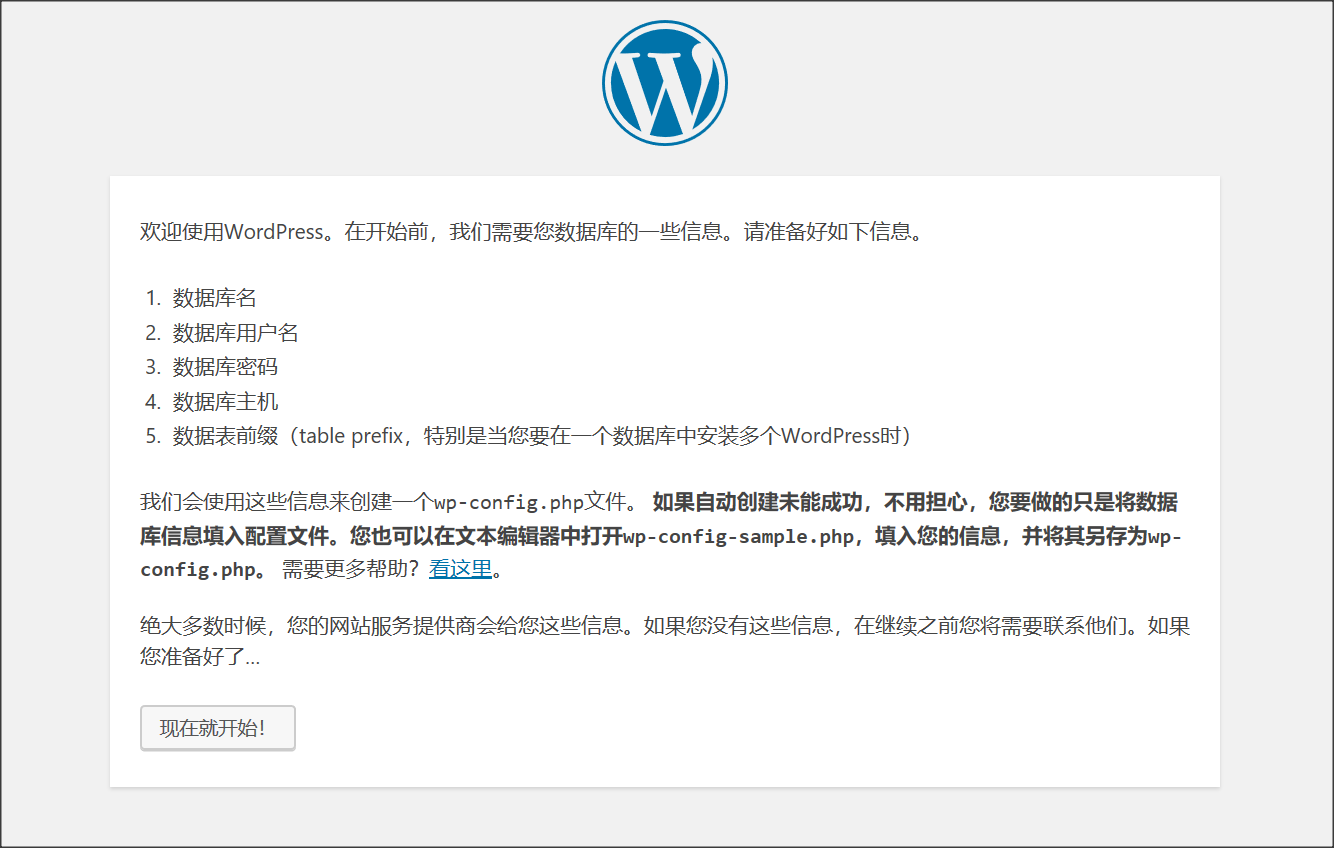 欢迎使用WordPress。在开始前，我们需要您数据库的一些信息。请准备好如下信息。
1. 数据库名
2. 数据库用户名
3. 数据库密码
4. 数据库主机
5. 数据表前缀（table prefix，特别是当您要在一个数据库中安装多个WordPress时）
我们会使用这些信息来创建一个wp-config.php文件。 如果自动创建未能成功，不用担心，您要做的只是将数据
库信息填入配置文件。您也可以在文本编辑器中打开wp-config-sample.php，填入您的信息，并将其另存为wp-
config.php。 需要更多帮助？看这里。
绝大多数时候，您的网站服务提供商会给您这些信息。如果您没有这些信息，在继续之前您将需要联系他们。如果
您准备好了...
现在就开始！